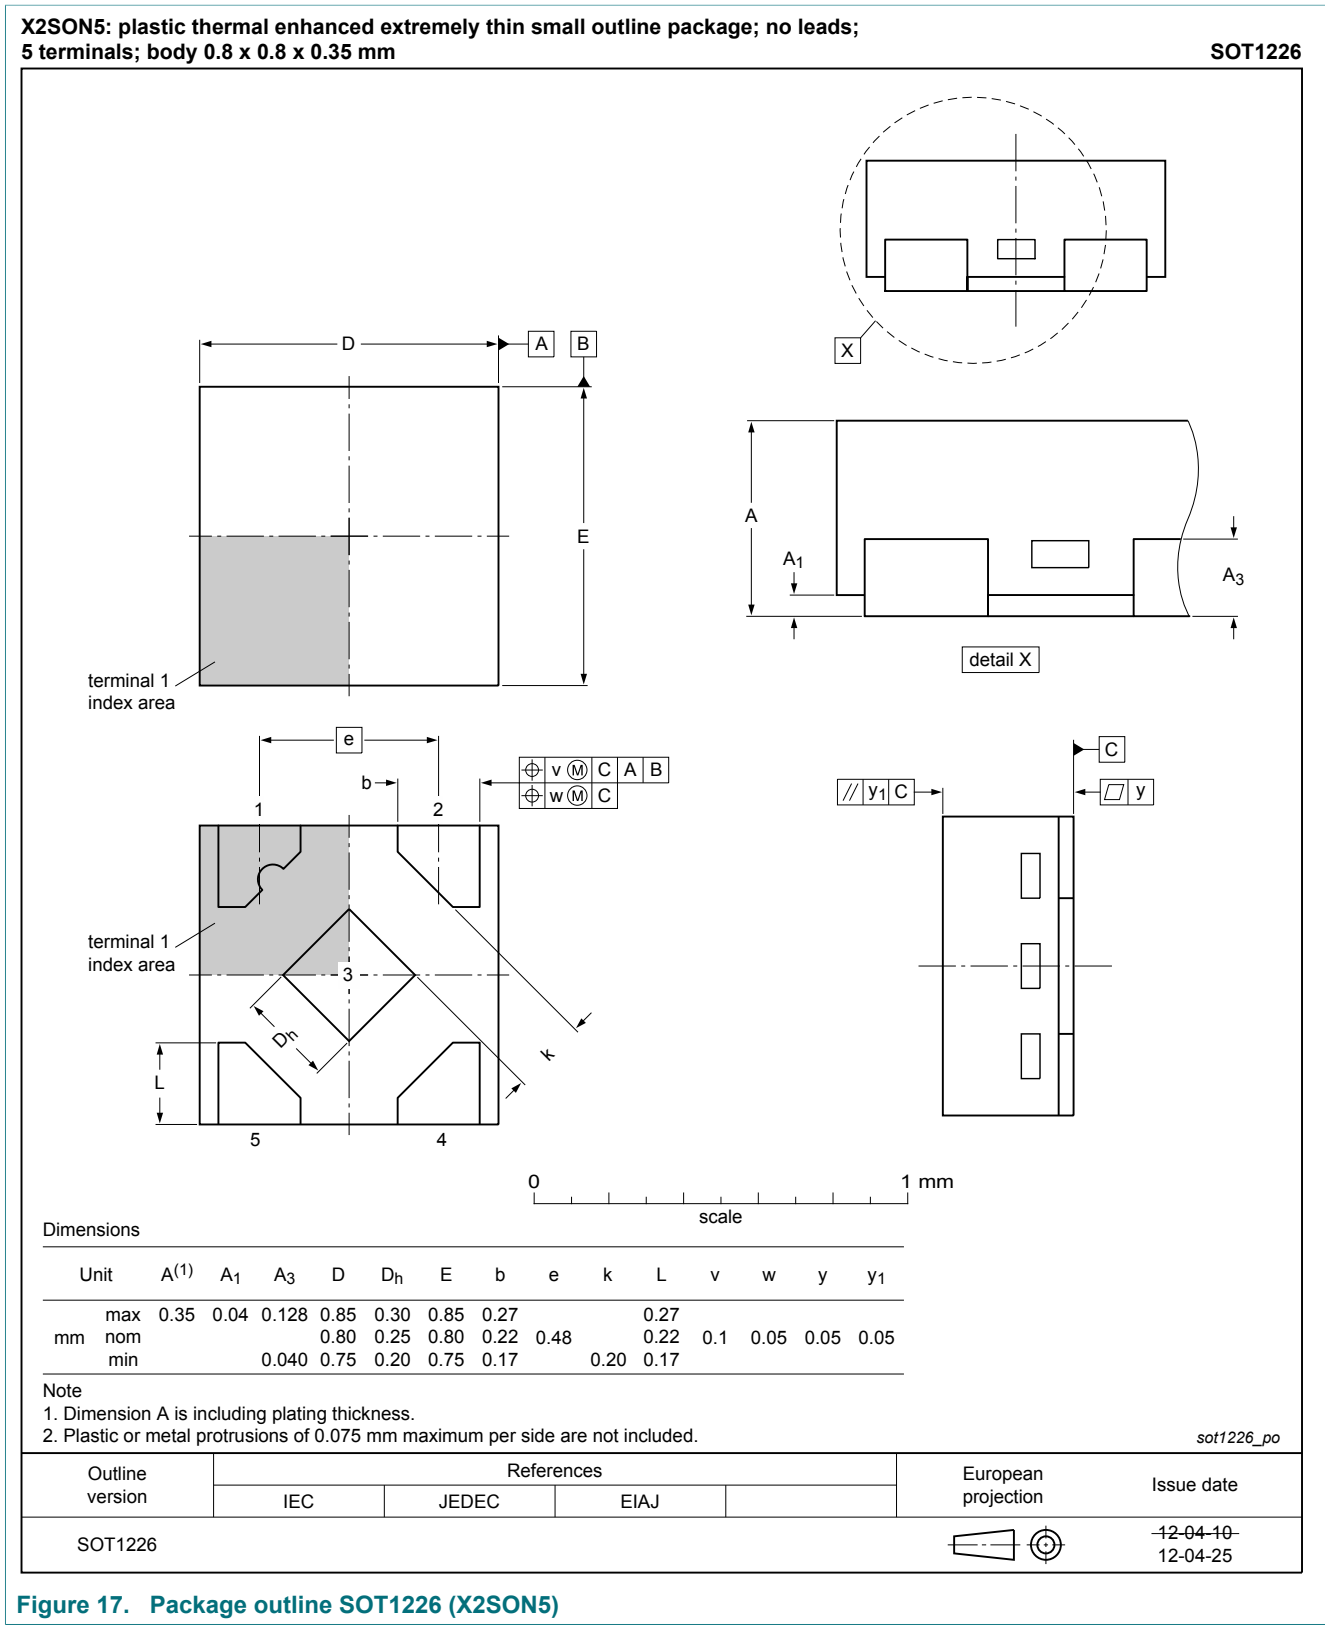 X2SON5: plastic thermal enhanced extremely thin small outline package; no leads;
5 terminals; body 0.8 x 0.8 x 0.35 mm
SOT1226
X
D
A
B
E
terminal 1
index area
A
A1
A3
detail X
e
b
v M C A B
w M C
1
2
terminal 1
index area
3
Dh
k
L
5
4
// y1 C
C
y
0
1 mm
scale
Dimensions
Unit A(1) A1 A3 D Dh E b e k L v w y y1
max 0.35 0.04 0.128 0.85 0.30 0.85 0.27 0.27
mm nom 0.80 0.25 0.80 0.22 0.48 0.22 0.1 0.05 0.05 0.05
min 0.040 0.75 0.20 0.75 0.17 0.20 0.17
Note
1. Dimension A is including plating thickness.
2. Plastic or metal protrusions of 0.075 mm maximum per side are not included.
sot1226_po
Outline
version
References
IEC JEDEC EIAJ
European
projection
Issue date
SOT1226
12-04-10
12-04-25
Figure 17. Package outline SOT1226 (X2SON5)